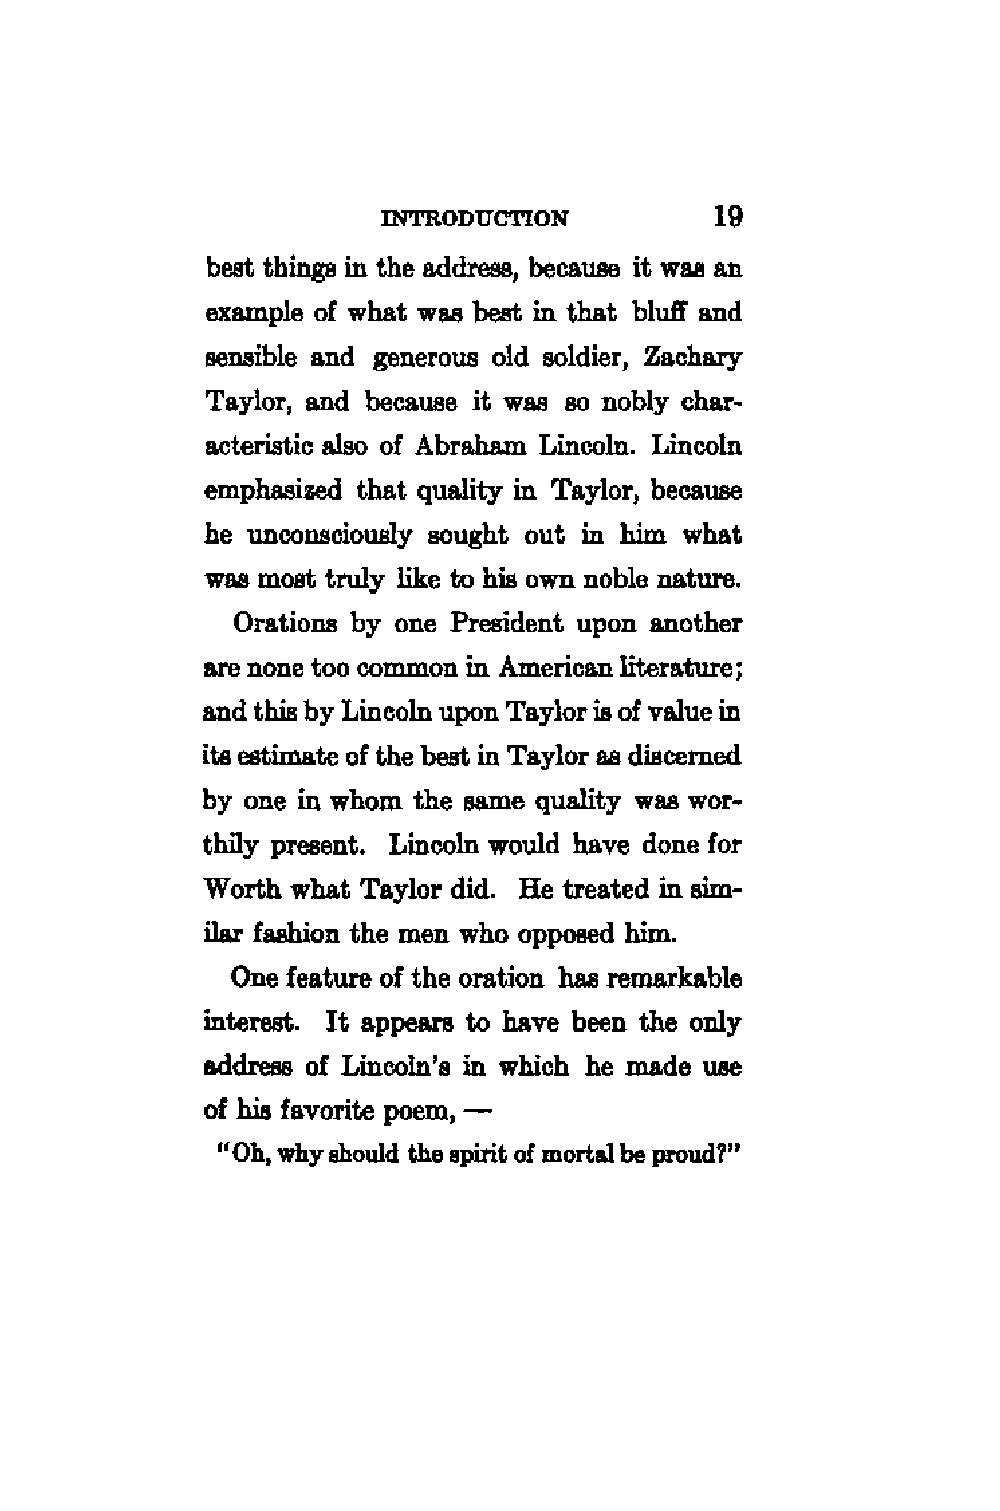 INTRODUCTION 19
best things in the address, because it was an
example of what was best in that bluff and
sensible and generous old soldier, Zachary
Taylor, and because it was so nobly char-
acteristic also of Abraham Lincoln. Lincoln
emphasized that quality in Taylor, because
he unconsciously sought out in him what
was most truly like to his own noble nature.
Orations by one President upon another
are none too common in American literature;
and this by Lincoln upon Taylor is of value in
its estimate of the best in Taylor as discerned
by one in whom the same quality was wor-
thily present. Lincoln would have done for
Worth what Taylor did. He treated in sim-
ilar fashion the men who opposed him.
One feature of the oration has remarkable
interest. It appears to have been the only
address of Lincoln's in which he made use
of his favorite poem, —
"Oh, why should the spirit of mortal be proud?"